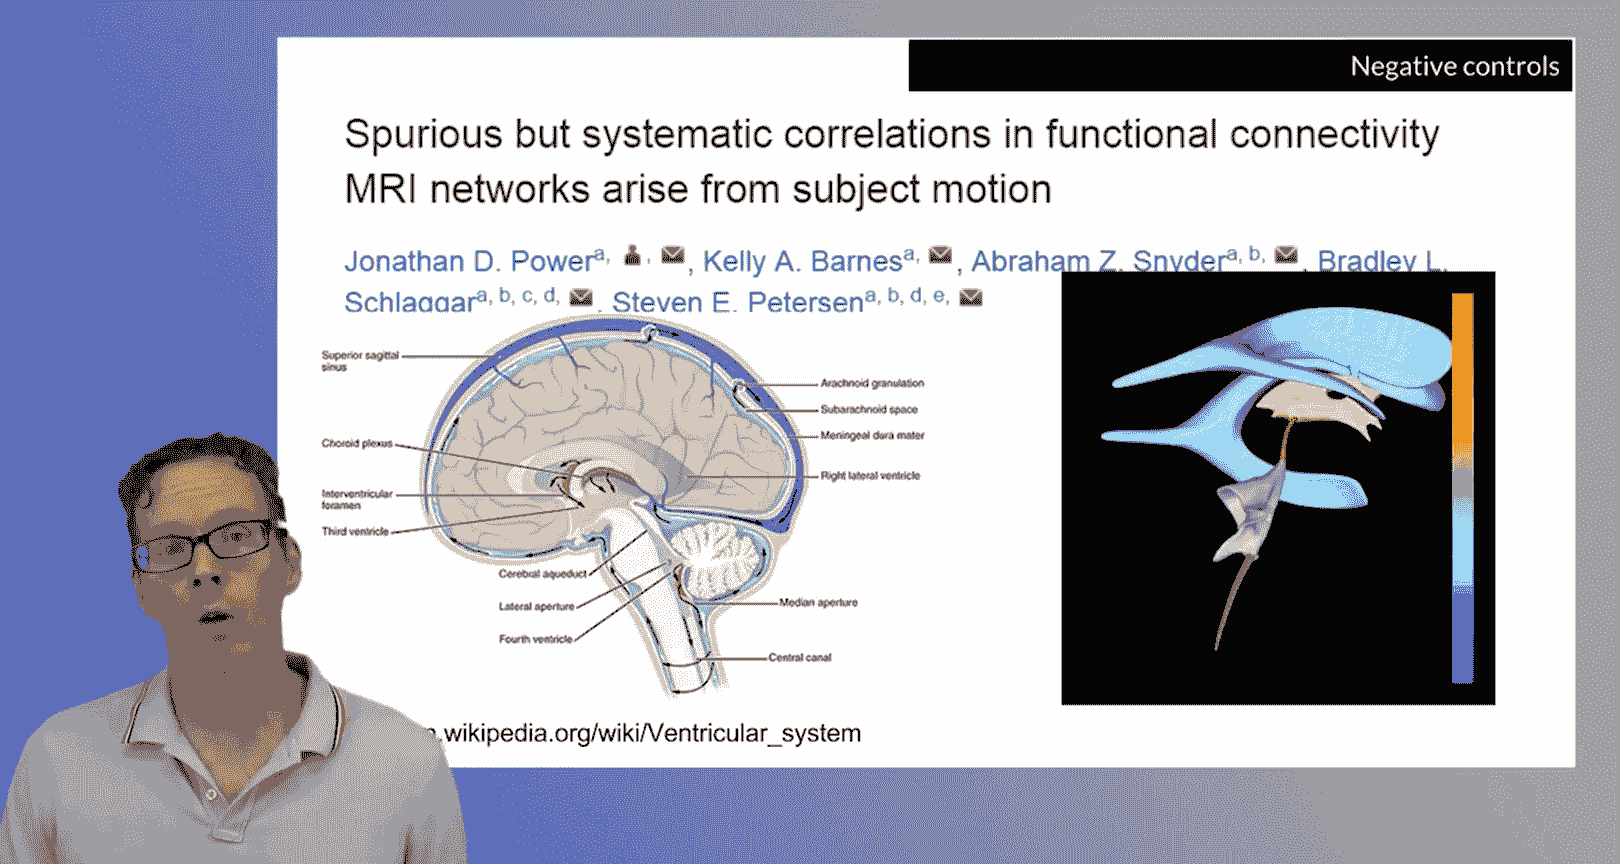 Negative controls
Spurious but systematic correlations in functional connectivity
MRI networks arise from subject motion
Jonathan D. Power a, , Kelly A. Barnes a, , Abraham Z. Snyder a, b, , Bradley L.
Schlaggar a, b, c, d, , Steven E. Petersen a, b, d, e,
Superior sagittal
sinus
Choroid plexus
Interventricular
foramen
Third ventricle
Cerebral aqueduct
Lateral aperture
Fourth ventricle
Arachnoid granulation
Subarachnoid space
Meningeal dura mater
Right lateral ventricle
Median aperture
Central canal
.wikipedia.org/wiki/Ventricular_system